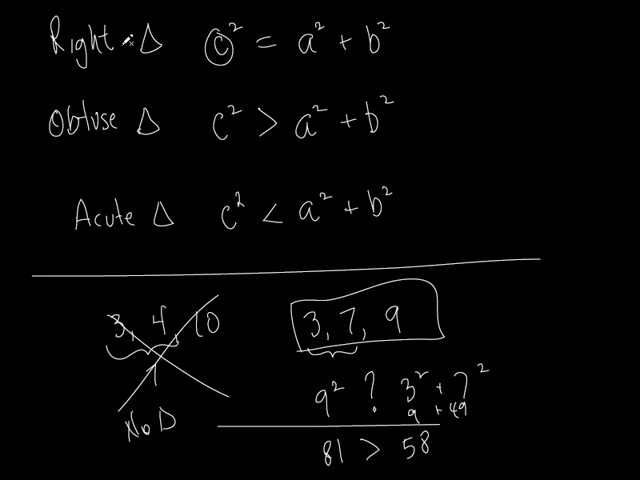 Right Δ c² = a² + b²
Obtuse Δ c² > a² + b²
Acute Δ c² < a² + b²
3, 4, 10
No Δ
3, 7, 9
9² ? 3² + 7²
9 + 49
81 > 58